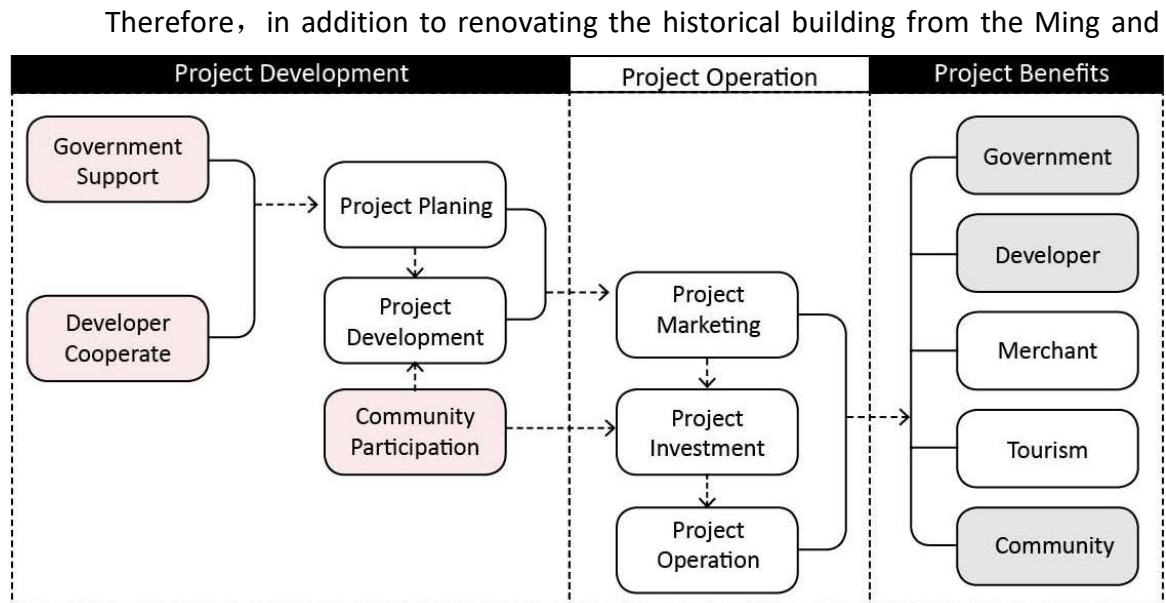 Therefore，in addition to renovating the historical building from the Ming and
Project Development
Project Operation
Project Benefits
Government
Support
Developer
Cooperate
Project Planing
Project
Development
Community
Participation
Project
Marketing
Project
Investment
Project
Operation
Government
Developer
Merchant
Tourism
Community